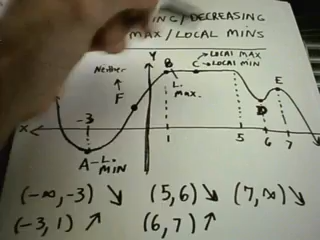 ING/DECREASING
MAX/LOCAL MINS
Y
Neither
LOCAL MAX
B
C
LOCAL MIN
L.
MAX.
E
F
D
-3
X
1
5
6
7
A-L.
MIN
(-∞,-3) ↘ (5,6) ↘ (7,∞) ↘
(-3,1) ↗ (6,7) ↗